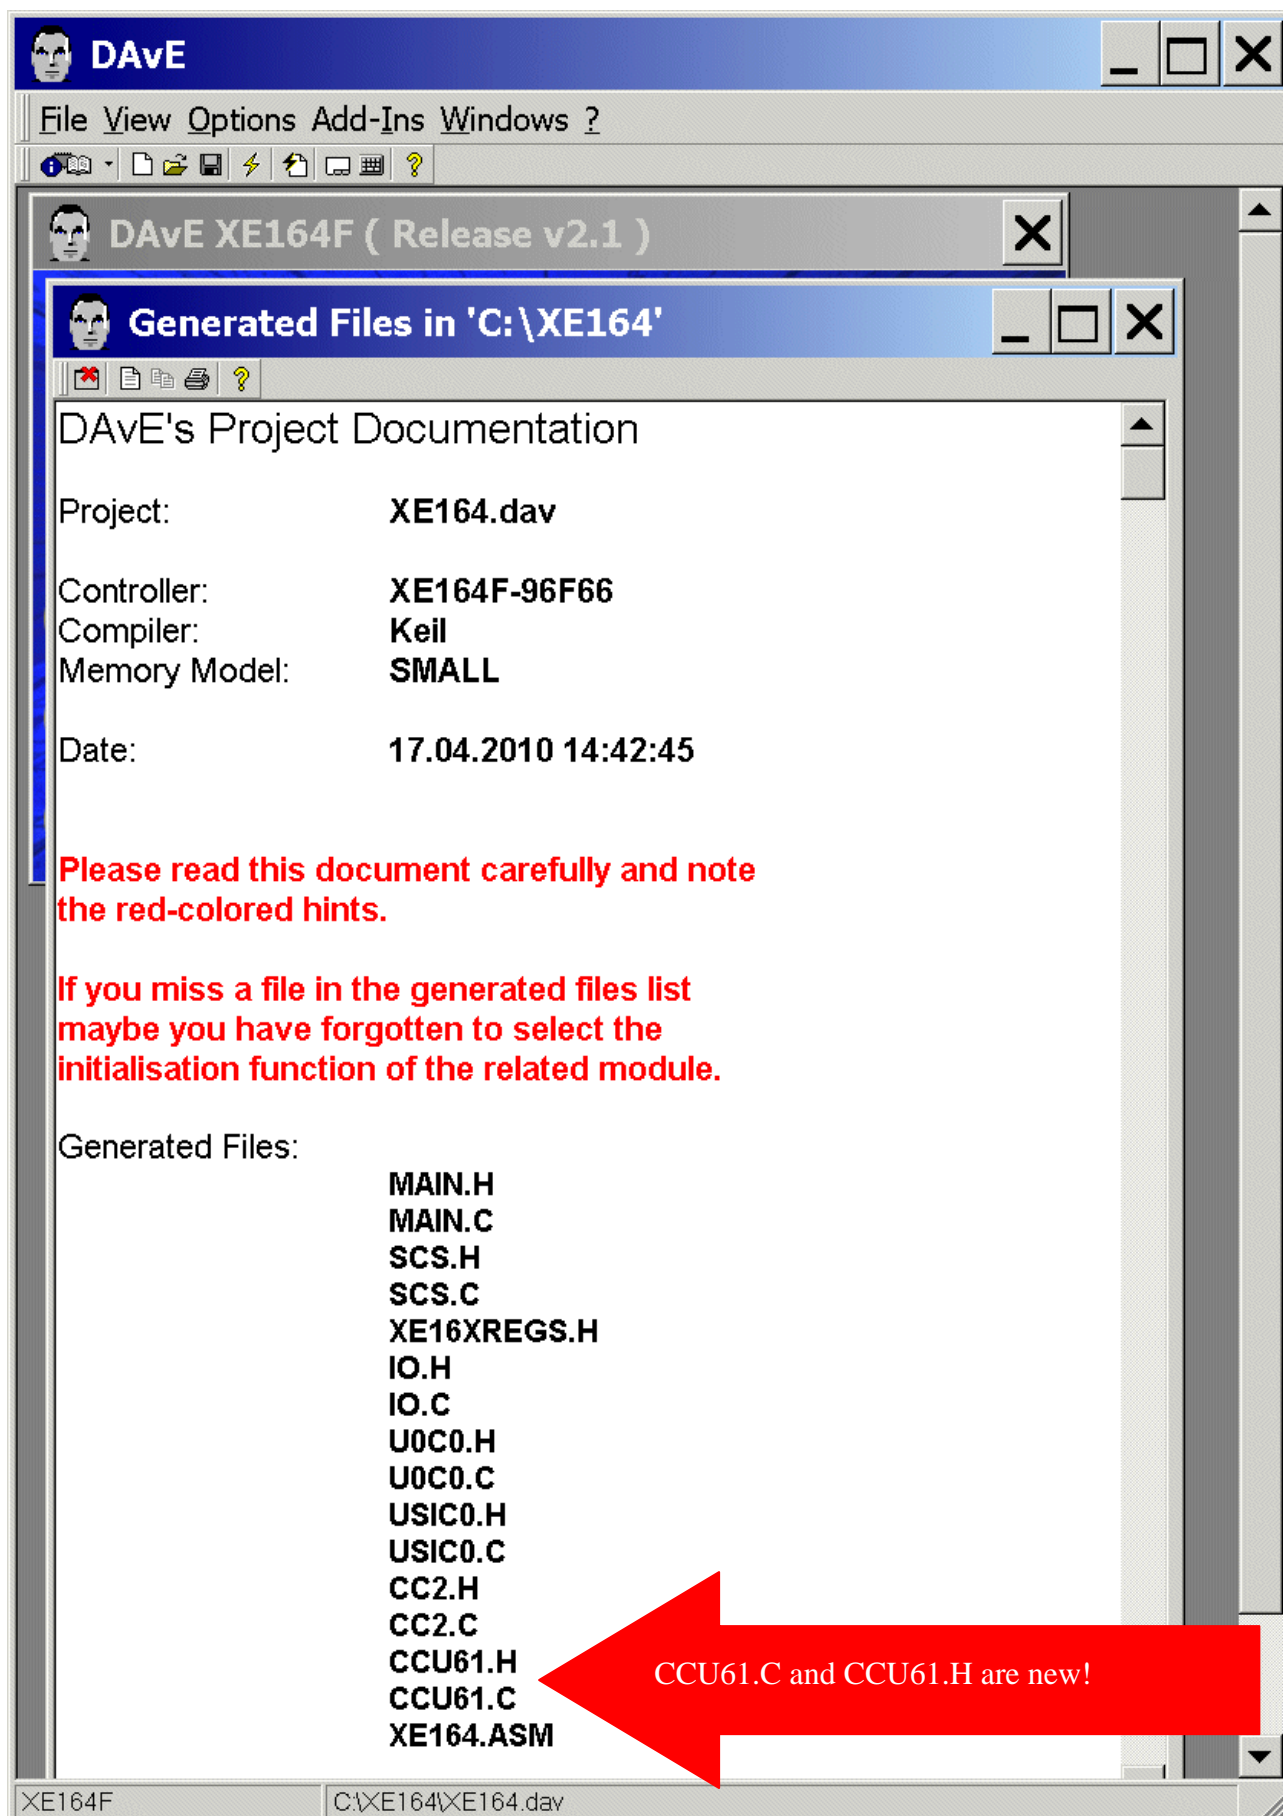 DAvE
File View Options Add-Ins Windows ?
DAvE XE164F ( Release v2.1 )
Generated Files in 'C:\XE164'
DAvE's Project Documentation
Project: XE164.dav
Controller: XE164F-96F66
Compiler: Keil
Memory Model: SMALL
Date: 17.04.2010 14:42:45
Please read this document carefully and note
the red-colored hints.
If you miss a file in the generated files list
maybe you have forgotten to select the
initialisation function of the related module.
Generated Files:
MAIN.H
MAIN.C
SCS.H
SCS.C
XE16XREGS.H
IO.H
IO.C
U0C0.H
U0C0.C
USIC0.H
USIC0.C
CC2.H
CC2.C
CCU61.H
CCU61.C and CCU61.H are new!
CCU61.C
XE164.ASM
XE164F C:\XE164\XE164.dav